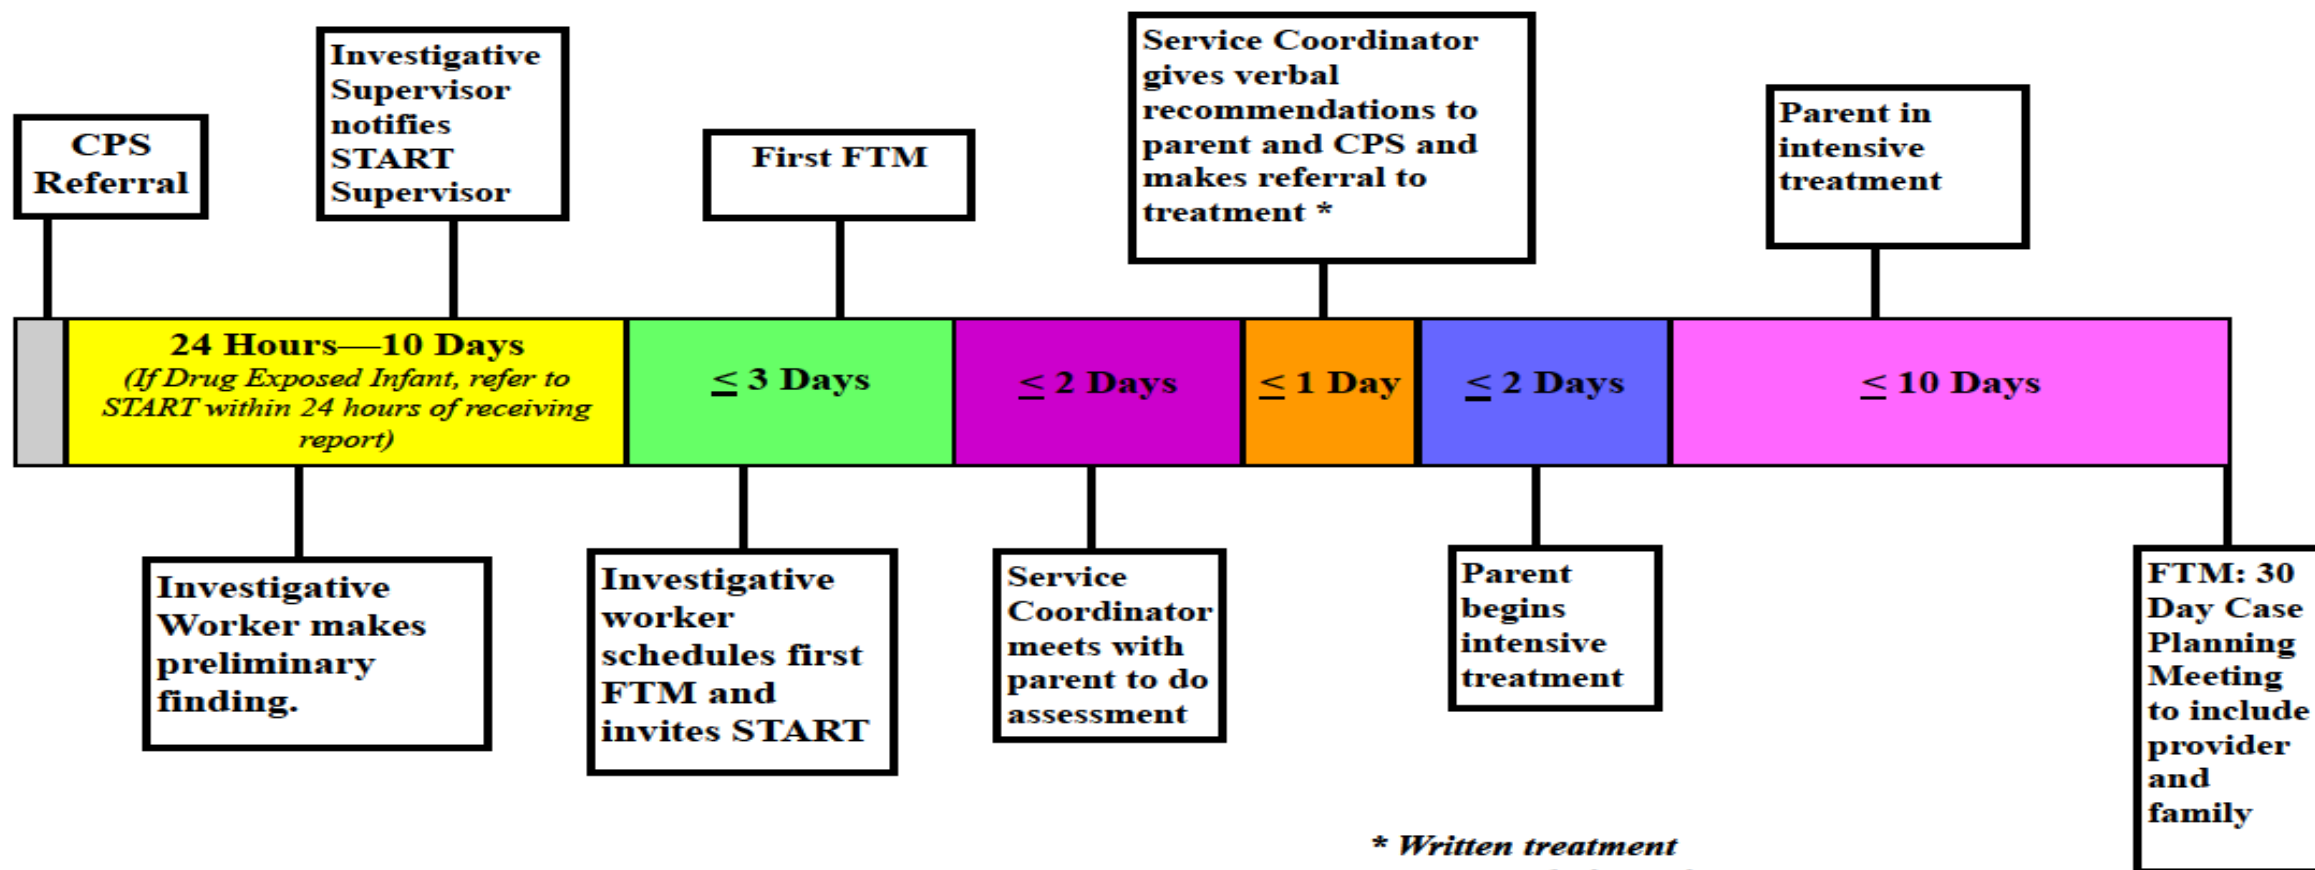 CPS
Referral
Investigative
Supervisor
notifies
START
Supervisor
First FTM
Service Coordinator
gives verbal
recommendations to
parent and CPS and
makes referral to
treatment *
Parent in
intensive
treatment
24 Hours—10 Days
(If Drug Exposed Infant, refer to
START within 24 hours of receiving
report)
≤ 3 Days
≤ 2 Days
≤ 1 Day
≤ 2 Days
≤ 10 Days
Investigative
Worker makes
preliminary
finding.
Investigative
worker
schedules first
FTM and
invites START
Service
Coordinator
meets with
parent to do
assessment
Parent
begins
intensive
treatment
FTM: 30
Day Case
Planning
Meeting
to include
provider
and
family
* Written treatment